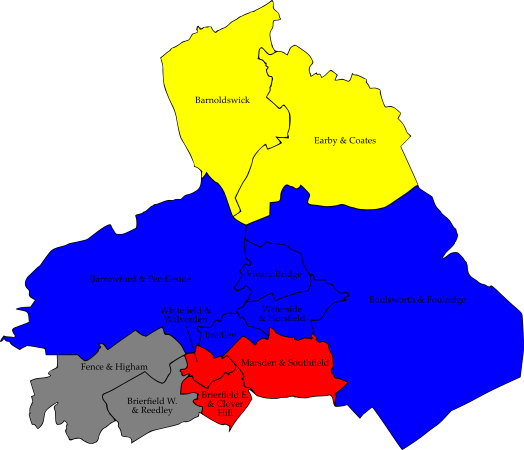 Barnoldswick
Earby & Coates
Barrowford & Pendleside
Vivary Bridge
Boulsworth & Foulridge
Whitefield &
Walverden
Waterside
& Horsfield
Bradley
Fence & Higham
Marsden & Southfield
Brierfield W.
& Reedley
Brierfield E.
& Clover
Hill